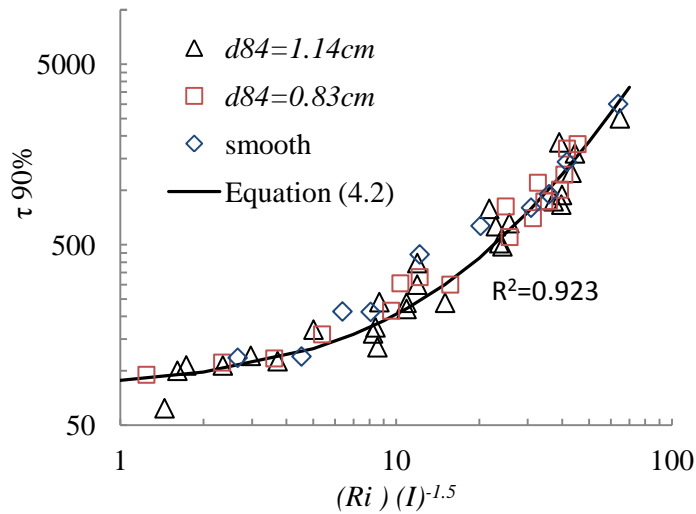 5000
d84=1.14cm
d84=0.83cm
smooth
Equation (4.2)
τ 90%
500
R²=0.923
50
1 10 100
(Ri ) (I)^-1.5